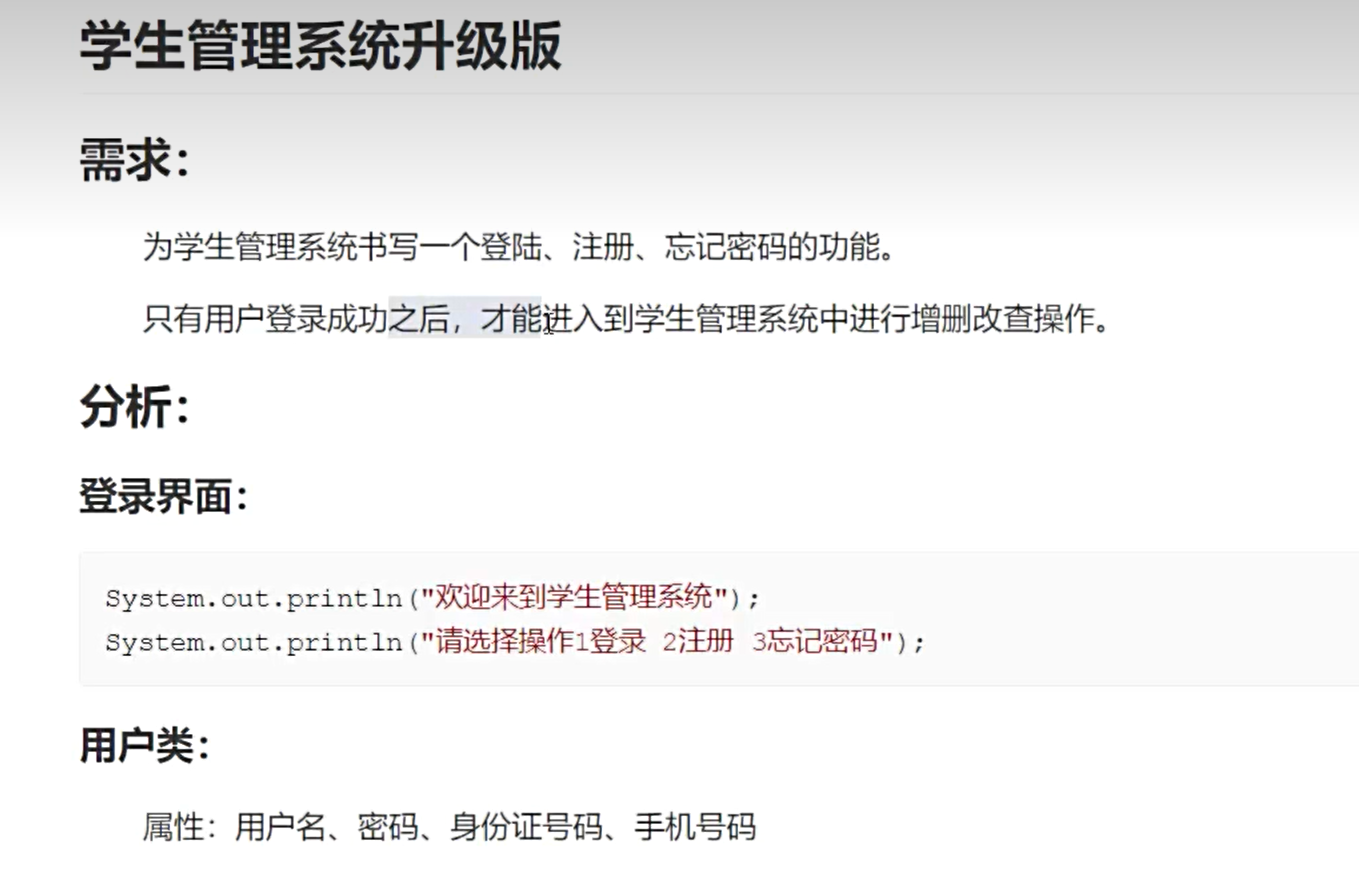 学生管理系统升级版
需求：
为学生管理系统书写一个登陆、注册、忘记密码的功能。
只有用户登录成功之后，才能进入到学生管理系统中进行增删改查操作。
分析：
登录界面：
System.out.println("欢迎来到学生管理系统");
System.out.println("请选择操作1登录 2注册 3忘记密码");
用户类：
属性：用户名、密码、身份证号码、手机号码